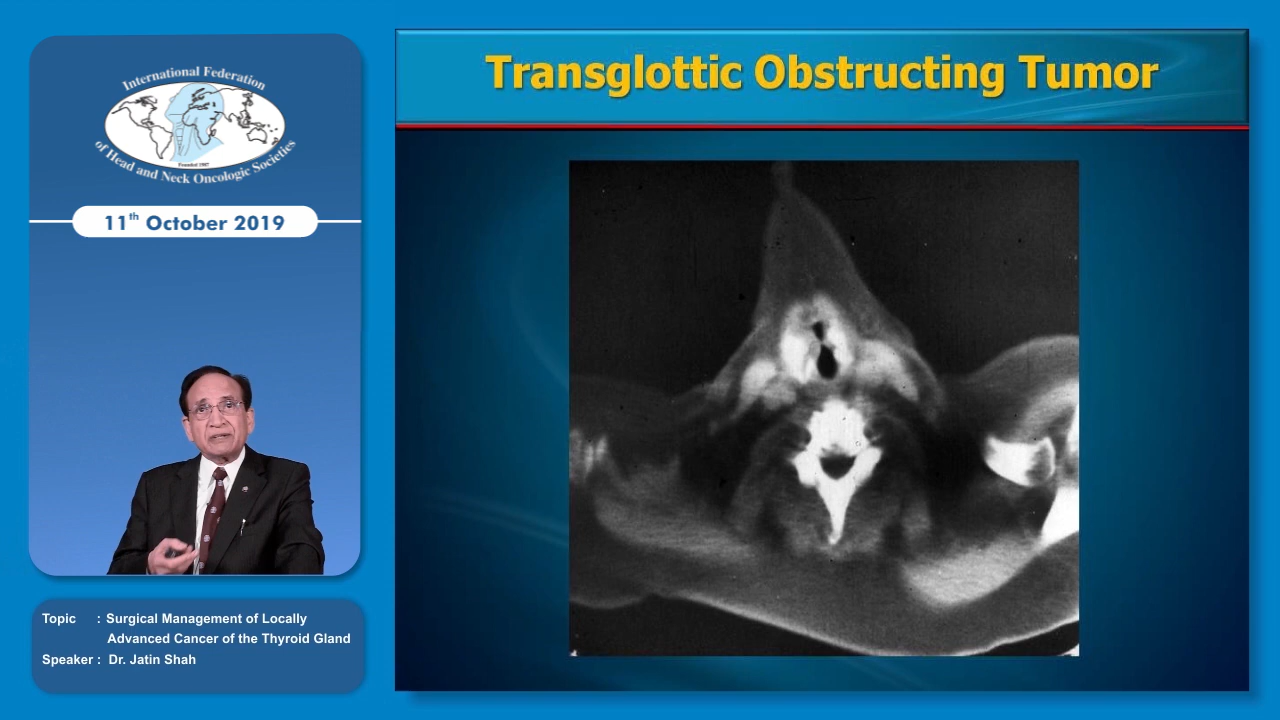 International Federation
Founded 1987
of Head and Neck Oncologic Societies
11th October 2019
Transglottic Obstructing Tumor
Topic : Surgical Management of Locally
Advanced Cancer of the Thyroid Gland
Speaker : Dr. Jatin Shah